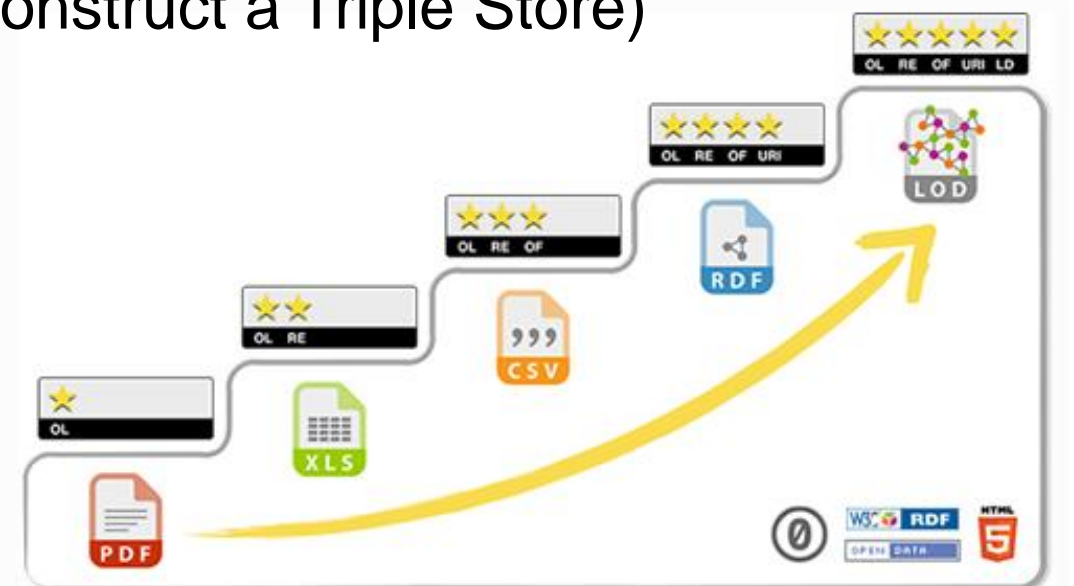 onstruct a Triple Store)
OL RE OF URI LD
LOD
OL RE OF URI
RDF
OL RE OF
CSV
OL RE
XLS
OL
PDF
0
W3C RDF
OPEN DATA
HTML
5